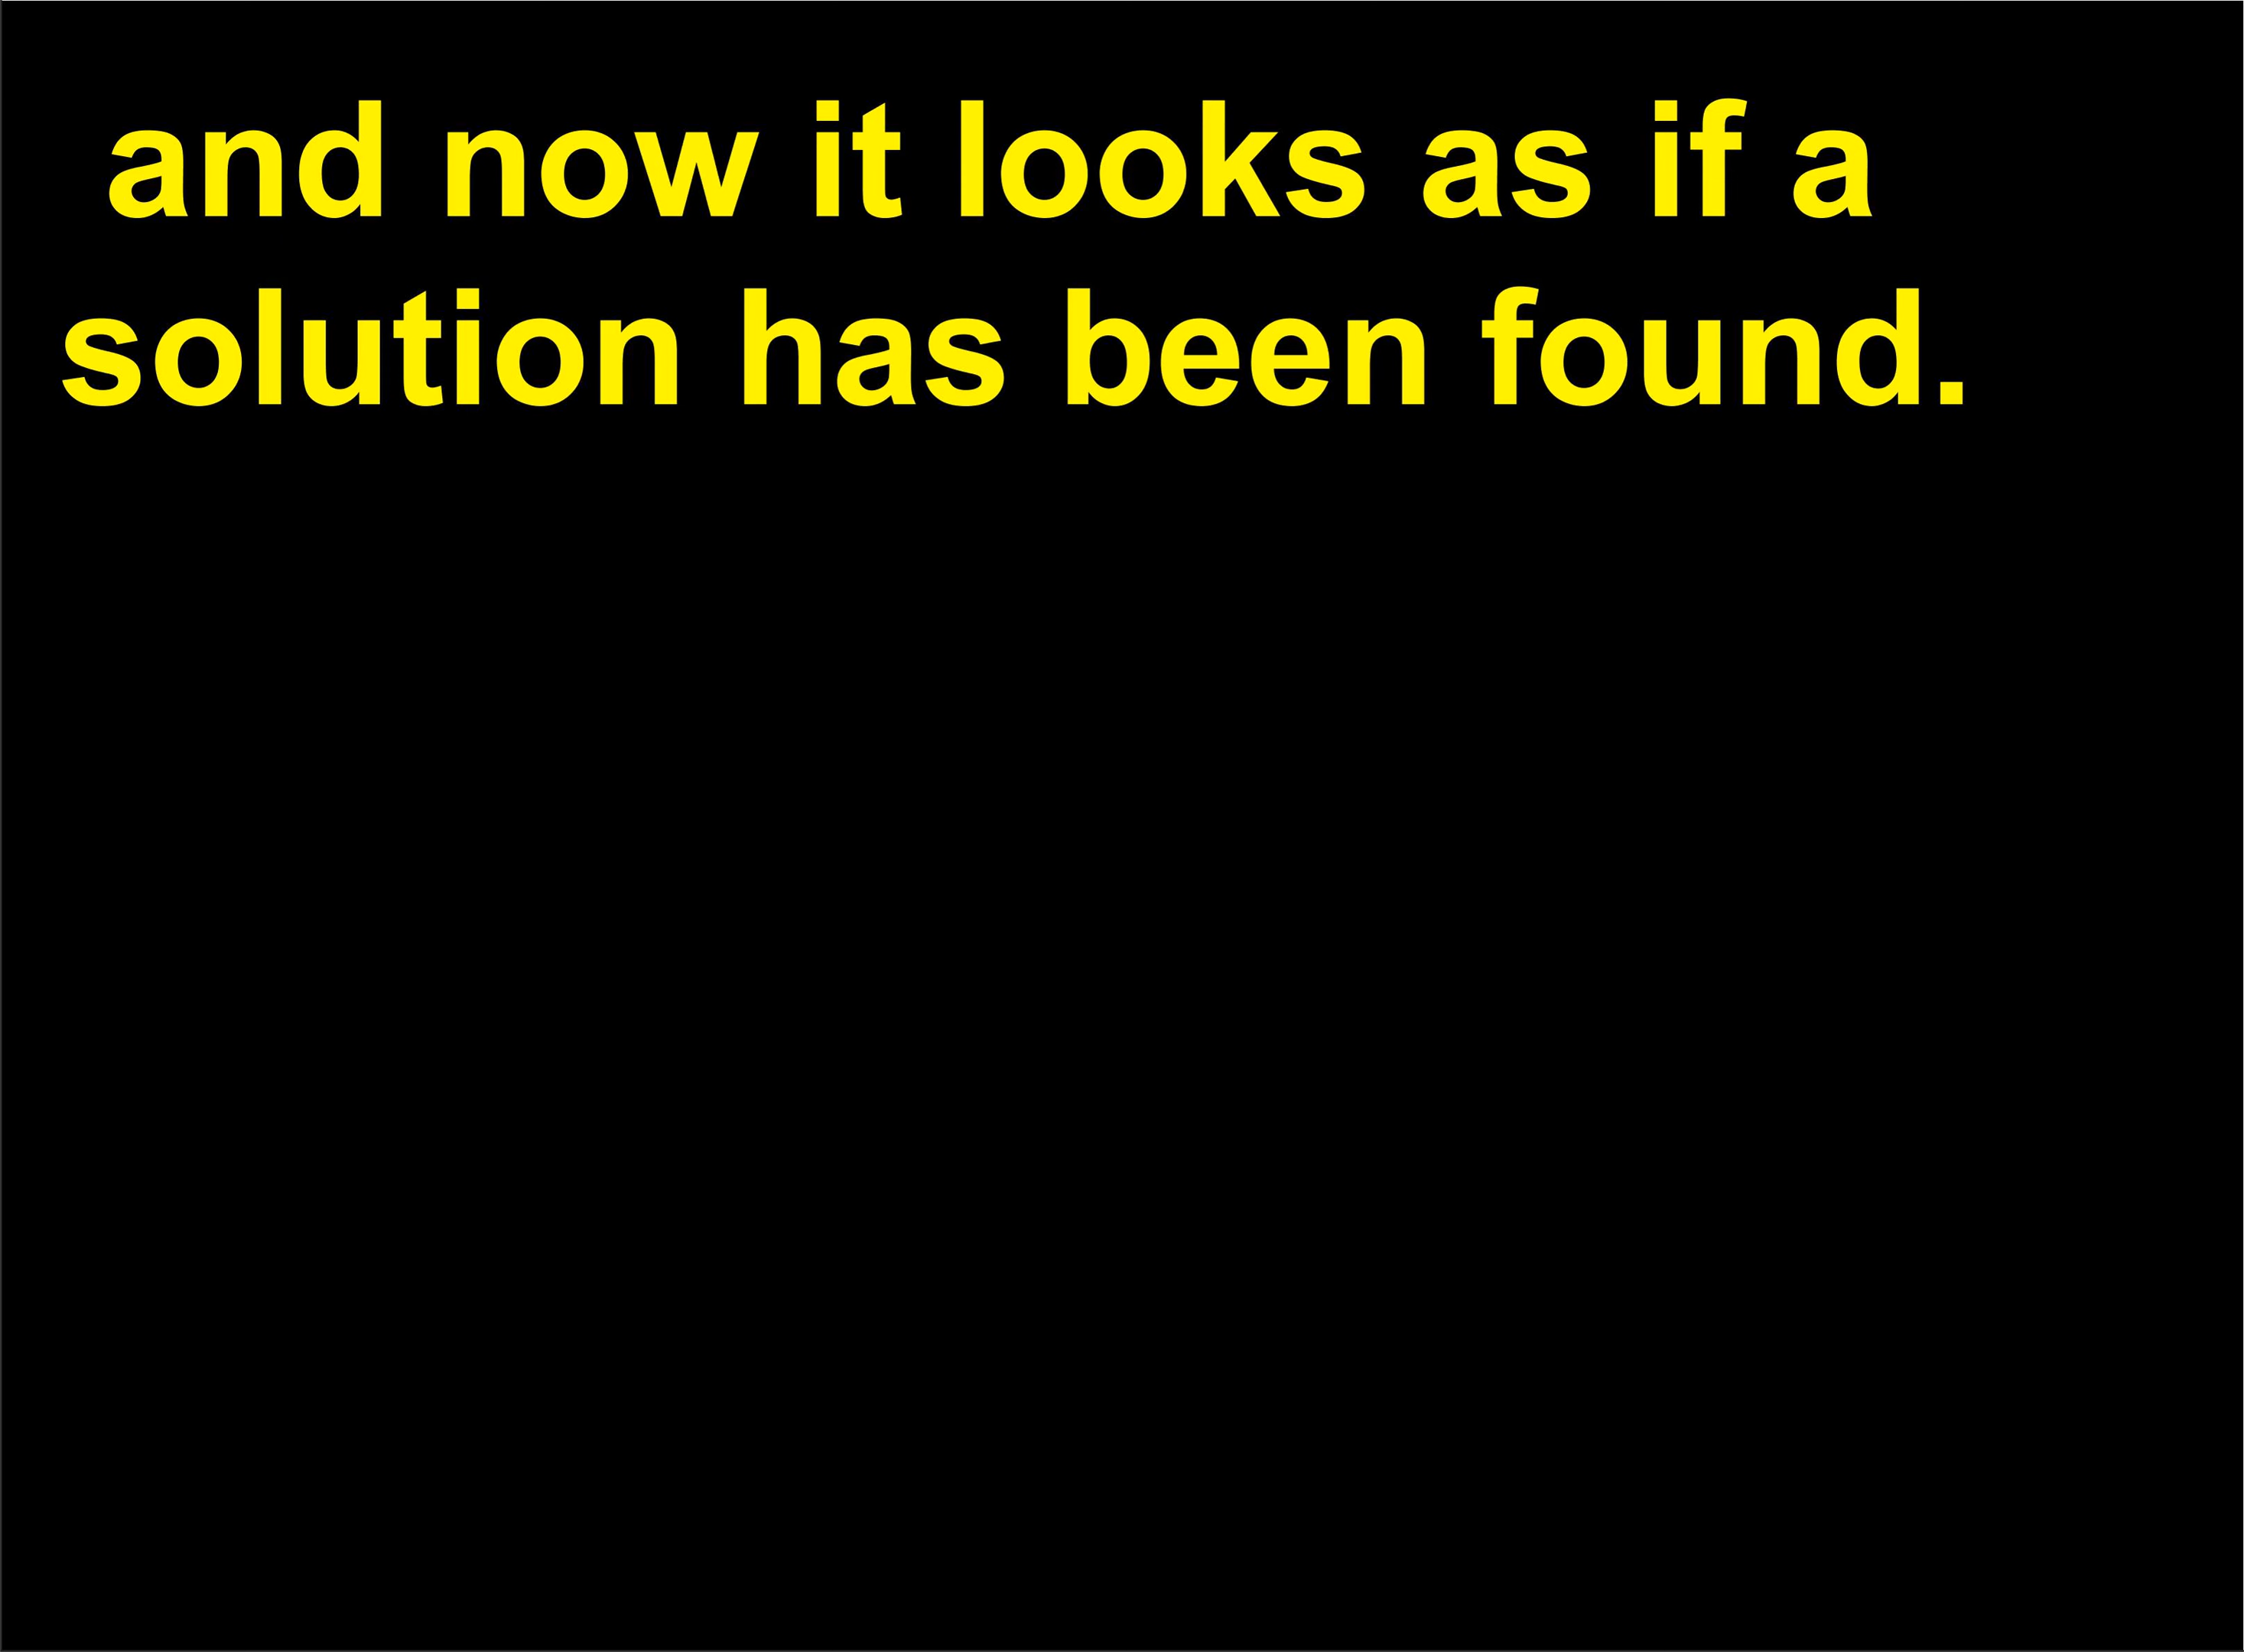 and now it looks as if a
solution has been found.